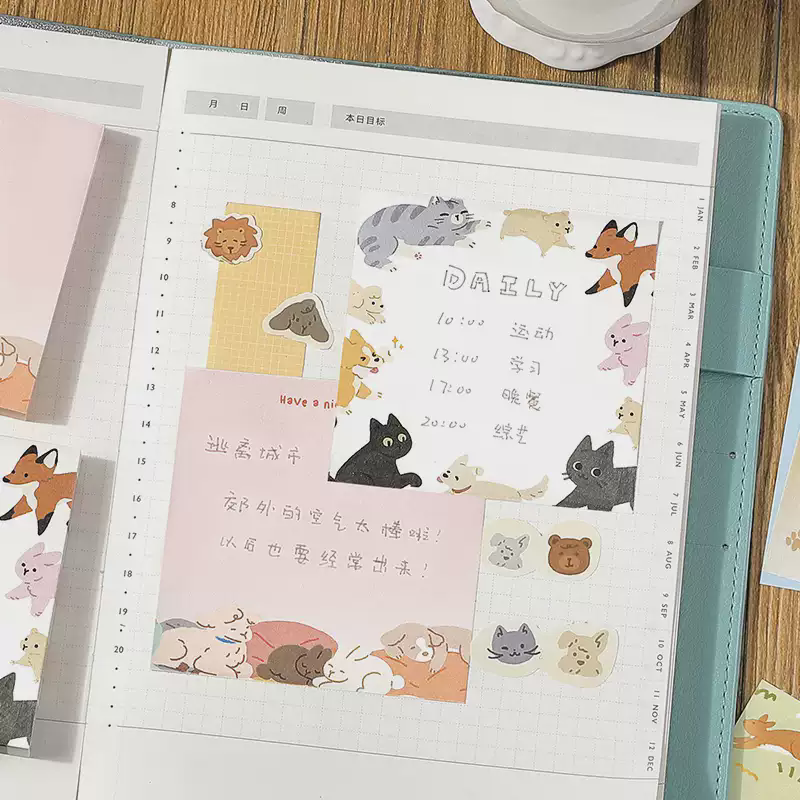 月 日 周 本日目标
8
9
10
11
12
13
14
15
16
17
18
19
20
DAILY
10:00 运动
13:00 学习
17:00 晚餐
20:00 综艺
Have a
逃离城市
郊外的空气太棒啦!
以后也要经常出来!
1 JAN
2 FEB
3 MAR
4 APR
5 MAY
6 JUN
7 JUL
8 AUG
9 SEP
10 OCT
11 NOV
12 DEC